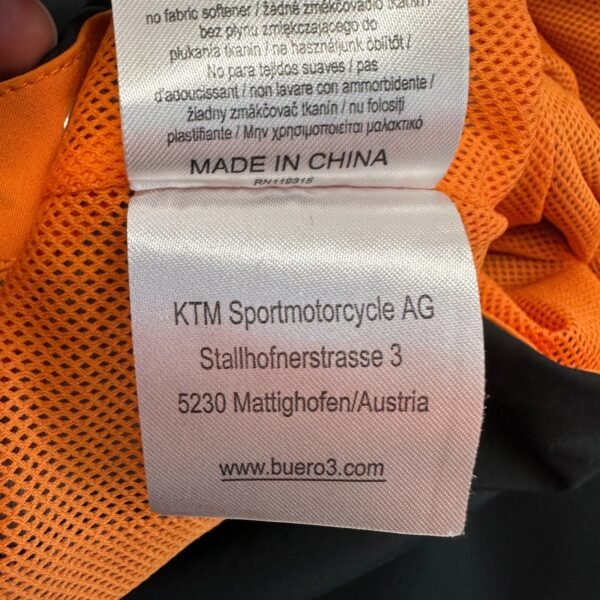 no fabric softener / žádné změkčovadlo tkanin /
bez płynu zmiękczającego do
płukania tkanin / ne használjunk öblítőt /
No para tejidos suaves / pas
d'adoucissant / non lavare con ammorbidente /
žiadny zmäkčovač tkanín / nu folosiți
plastifiante / Μην χρησιμοποιείται μαλακτικό
MADE IN CHINA
RN119315
KTM Sportmotorcycle AG
Stallhofnerstrasse 3
5230 Mattighofen/Austria
www.buero3.com